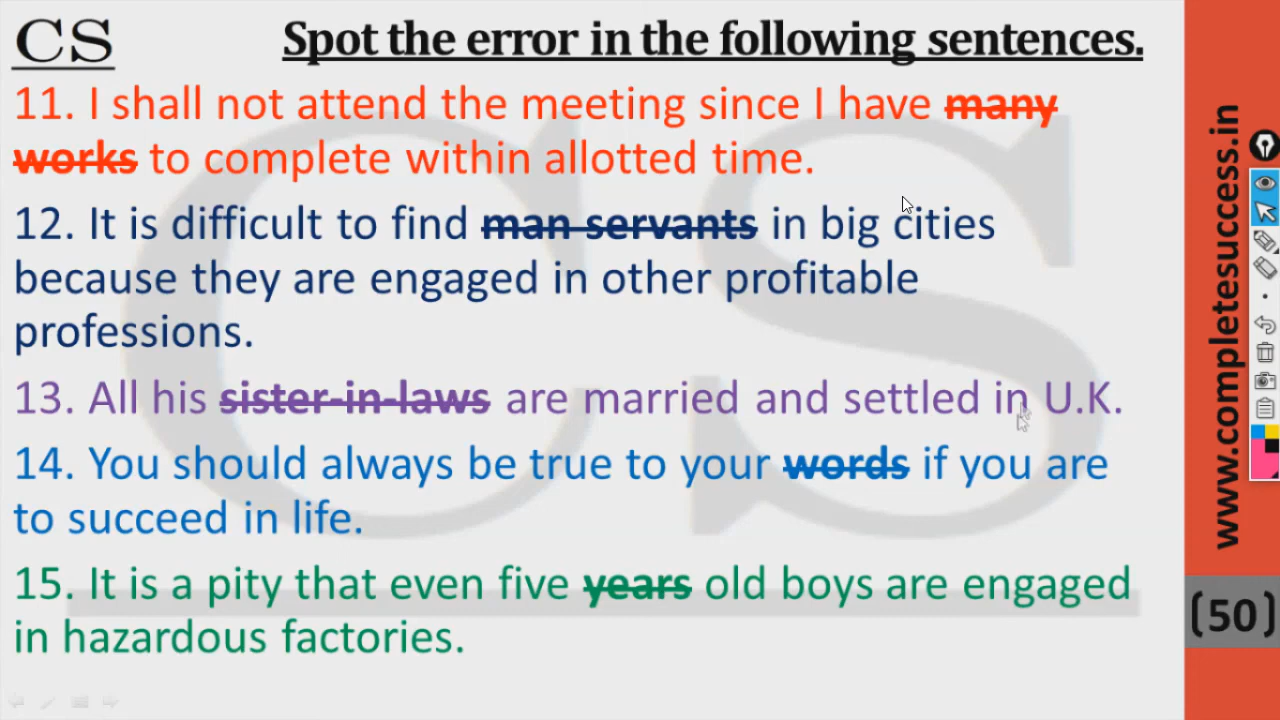 CS
Spot the error in the following sentences.
11. I shall not attend the meeting since I have many
works to complete within allotted time.
12. It is difficult to find man servants in big cities
because they are engaged in other profitable
professions.
13. All his sister-in-laws are married and settled in U.K.
14. You should always be true to your words if you are
to succeed in life.
15. It is a pity that even five years old boys are engaged
in hazardous factories.
www.completesuccess.in
(50)
CS